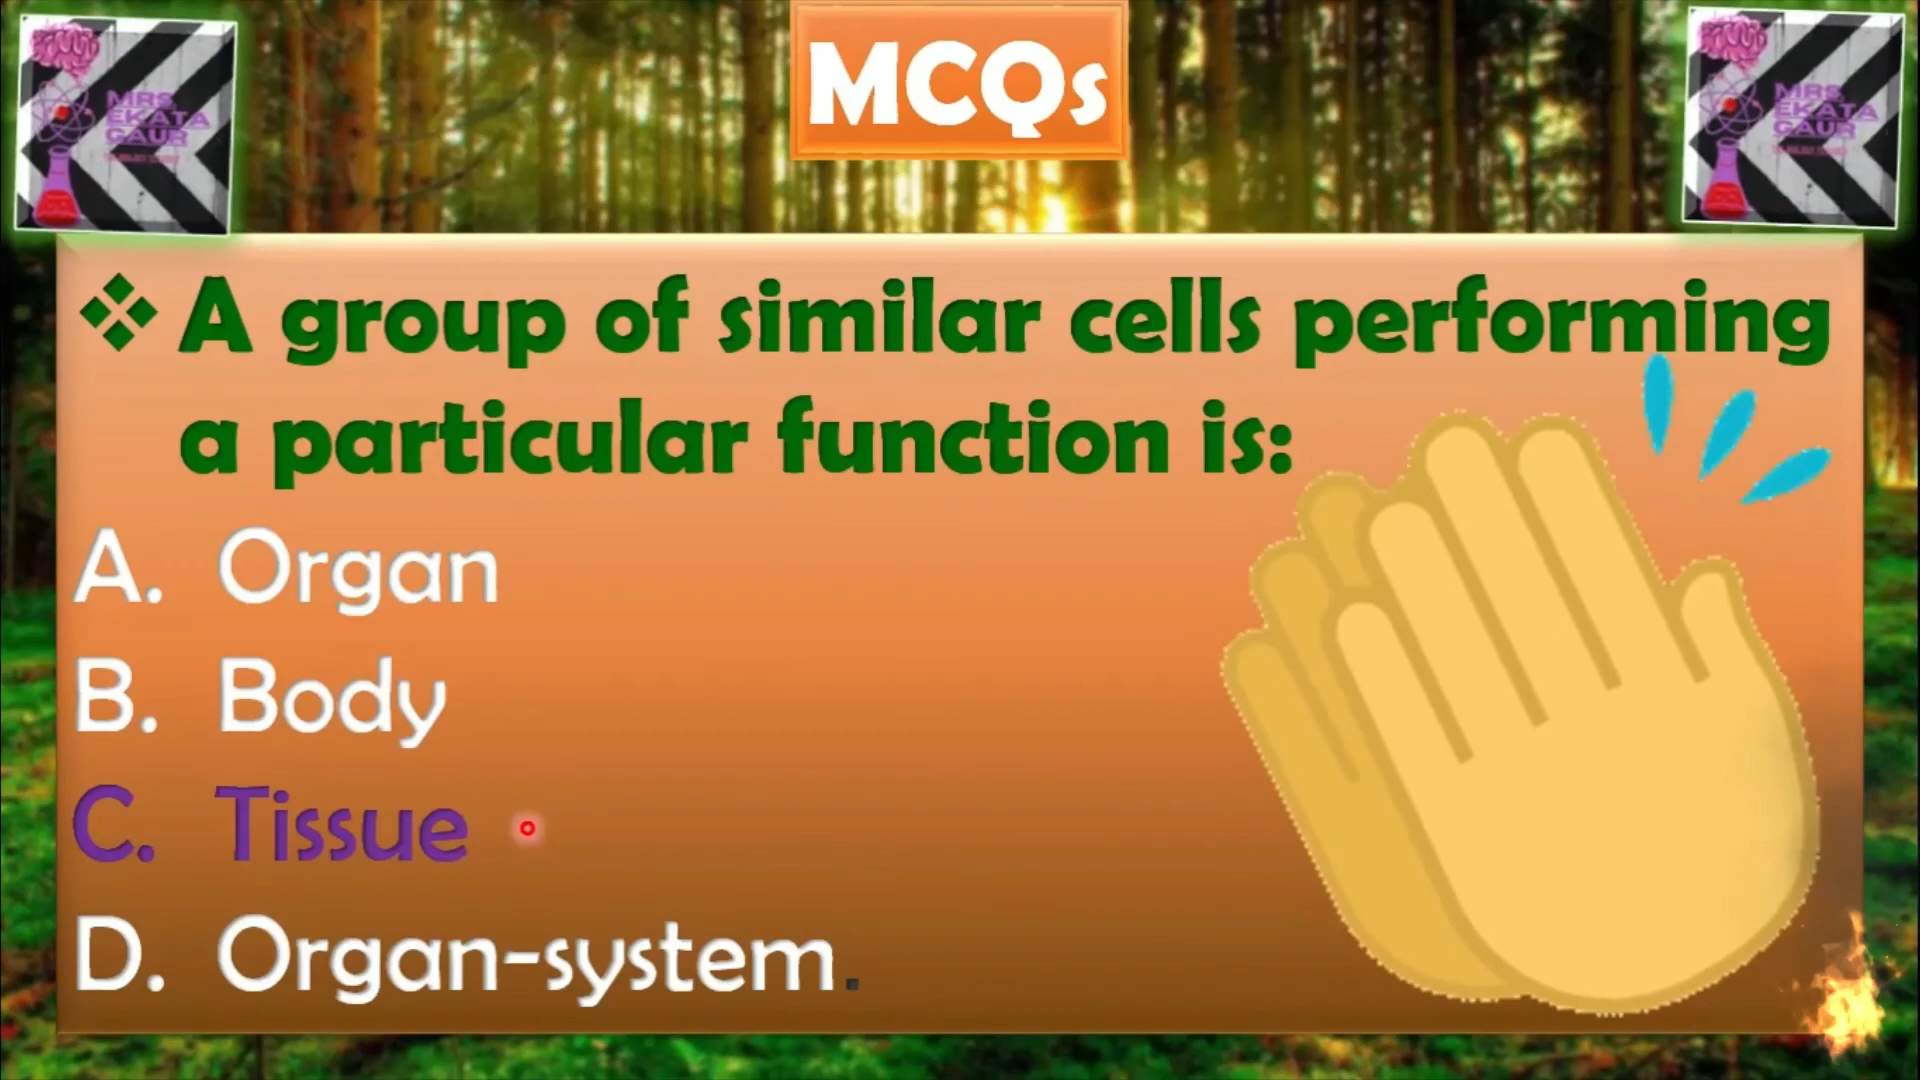 MCQs
MRS.
EKATA
GAUR
MRS.
EKATA
GAUR
❖ A group of similar cells performing
a particular function is:
A. Organ
B. Body
C. Tissue
D. Organ-system.